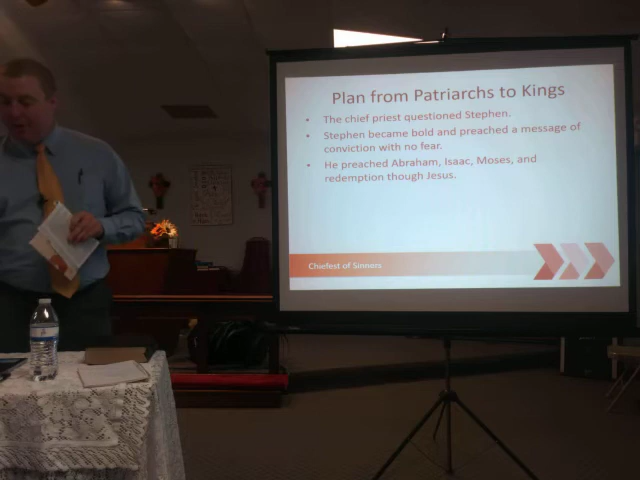 Plan from Patriarchs to Kings
• The chief priest questioned Stephen.
• Stephen became bold and preached a message of
conviction with no fear.
• He preached Abraham, Isaac, Moses, and
redemption though Jesus.
Chiefest of Sinners